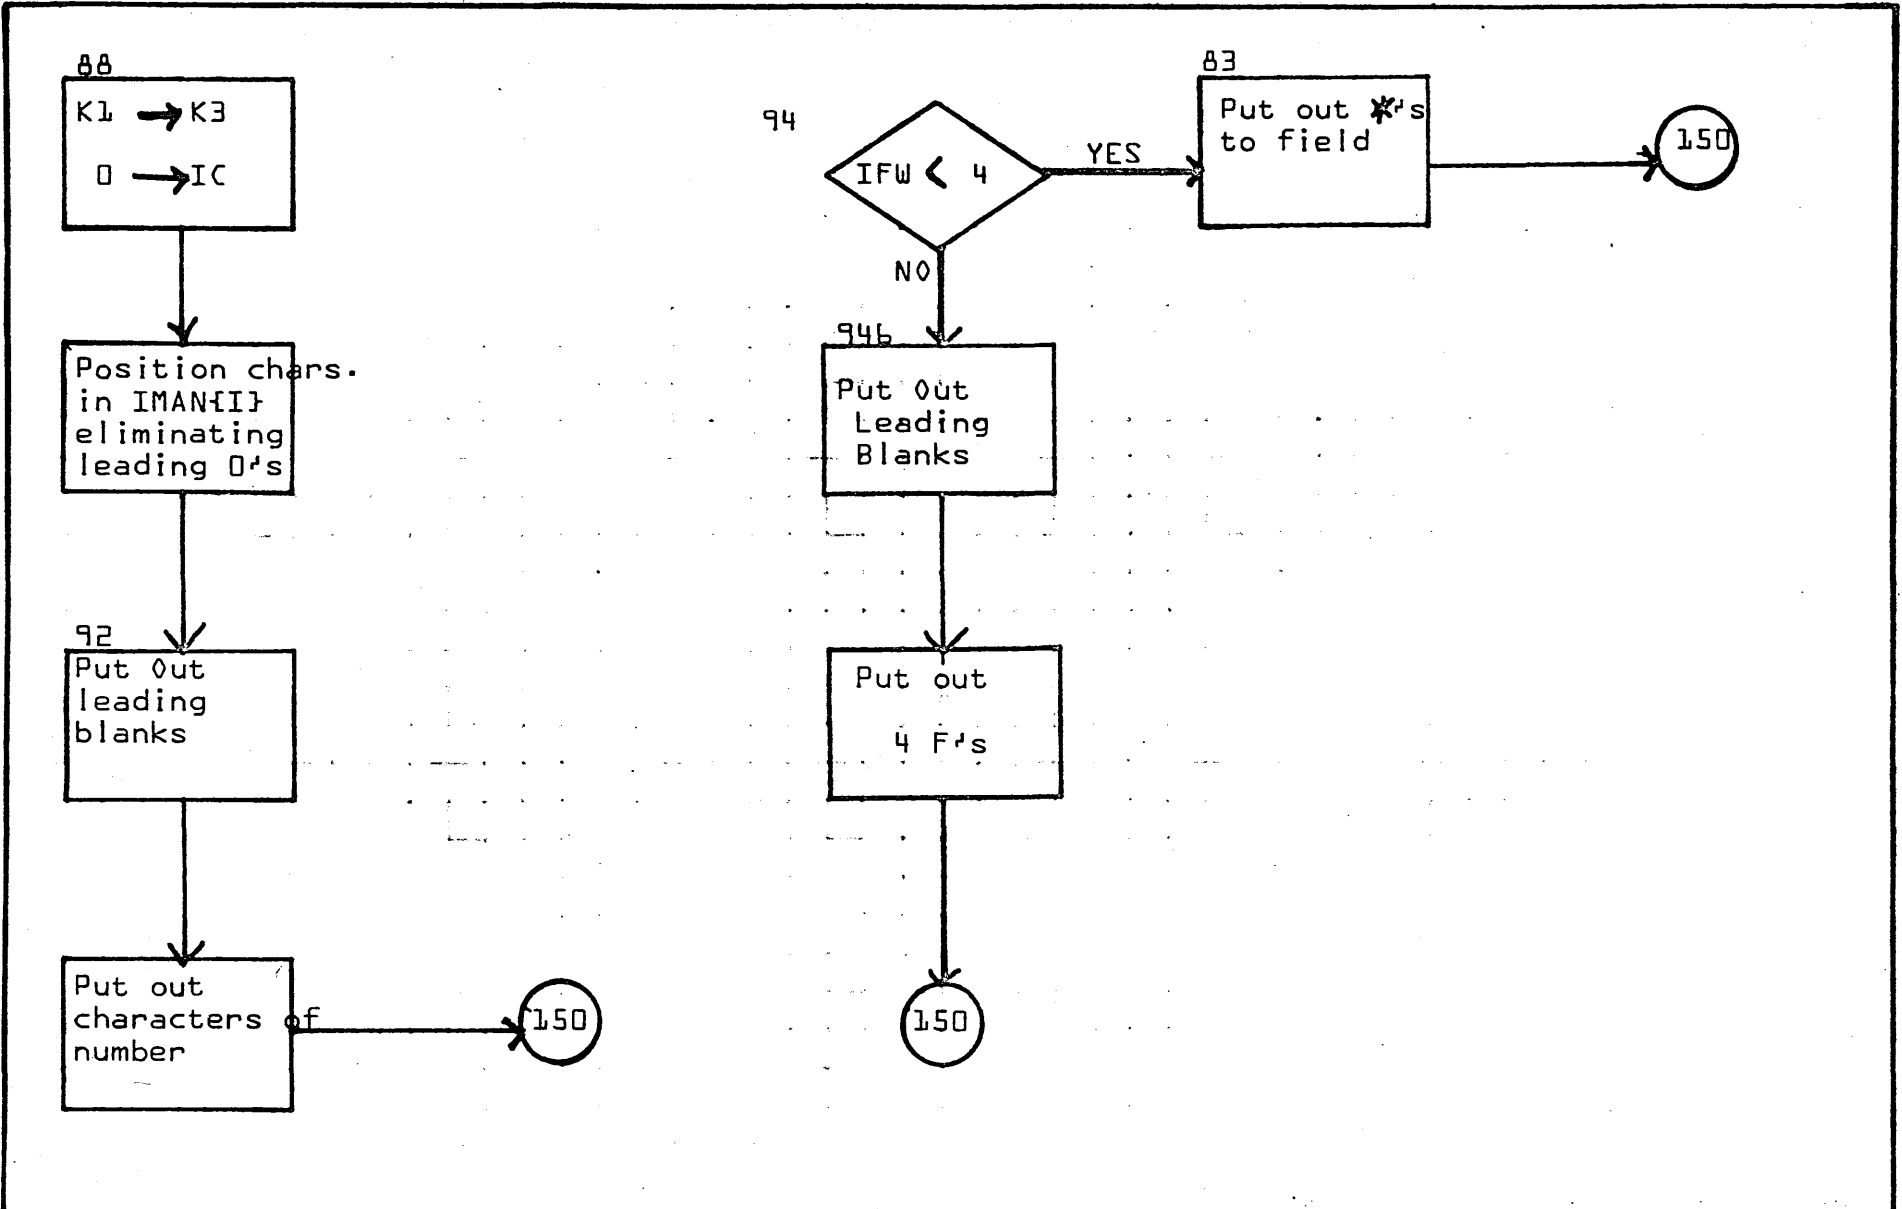 88
K1 → K3
0 → IC
Position chars.
in IMAN{I}
eliminating
leading 0's
92
Put Out
leading
blanks
Put out
characters of
number
150
94
IFW < 4
YES
NO
83
Put out *'s
to field
150
946
Put Out
Leading
Blanks
Put out
4 F's
150